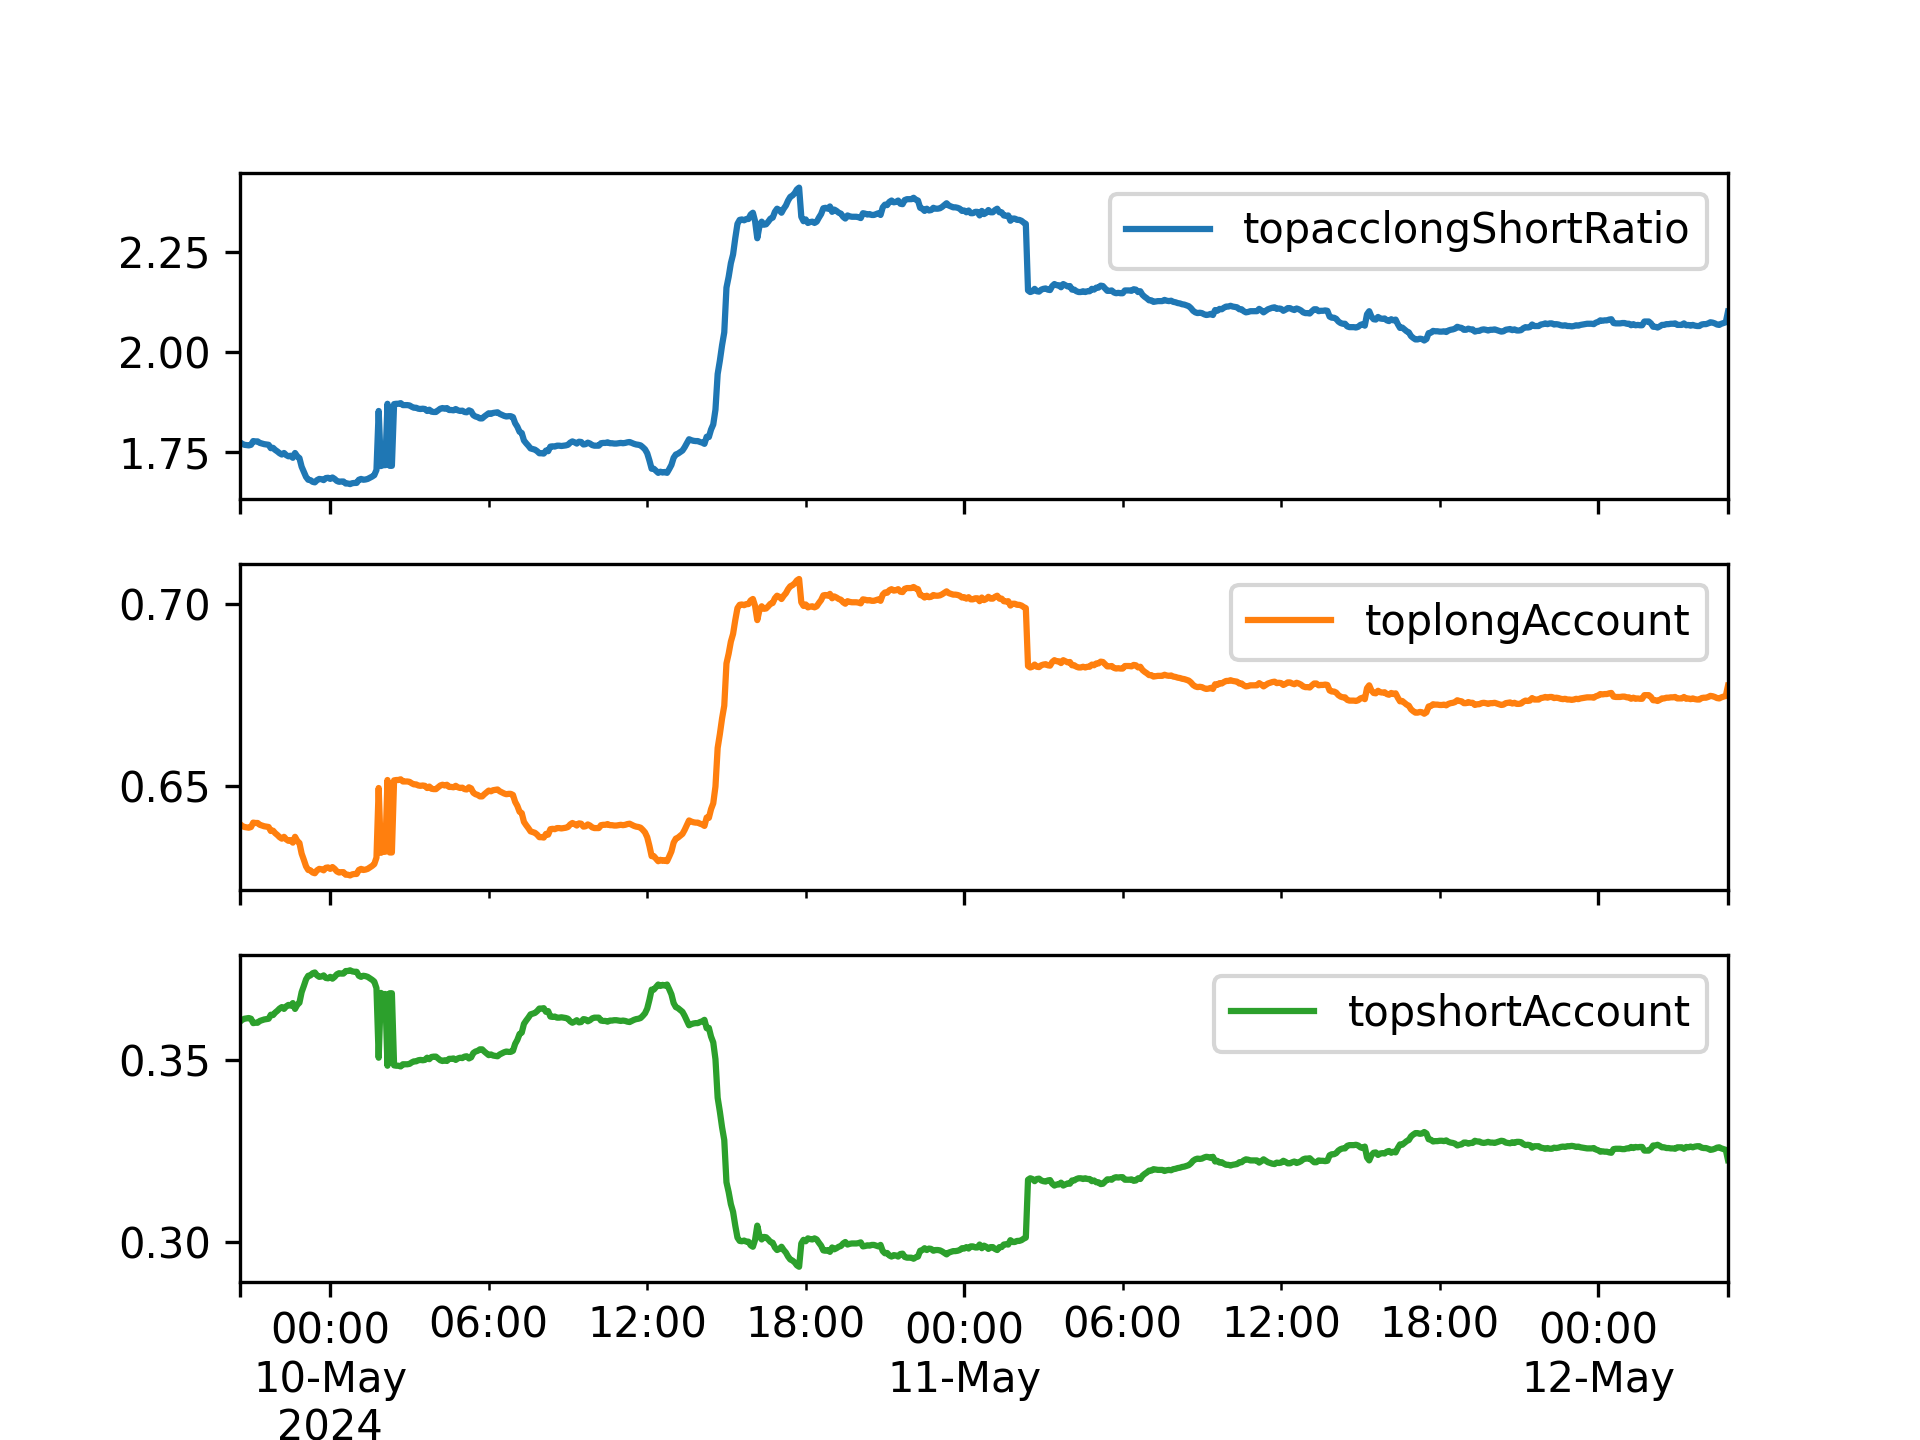 topacclongShortRatio
2.25
2.00
1.75
toplongAccount
0.70
0.65
topshortAccount
0.35
0.30
00:00 06:00 12:00 18:00 00:00 06:00 12:00 18:00 00:00
10-May 11-May 12-May
2024